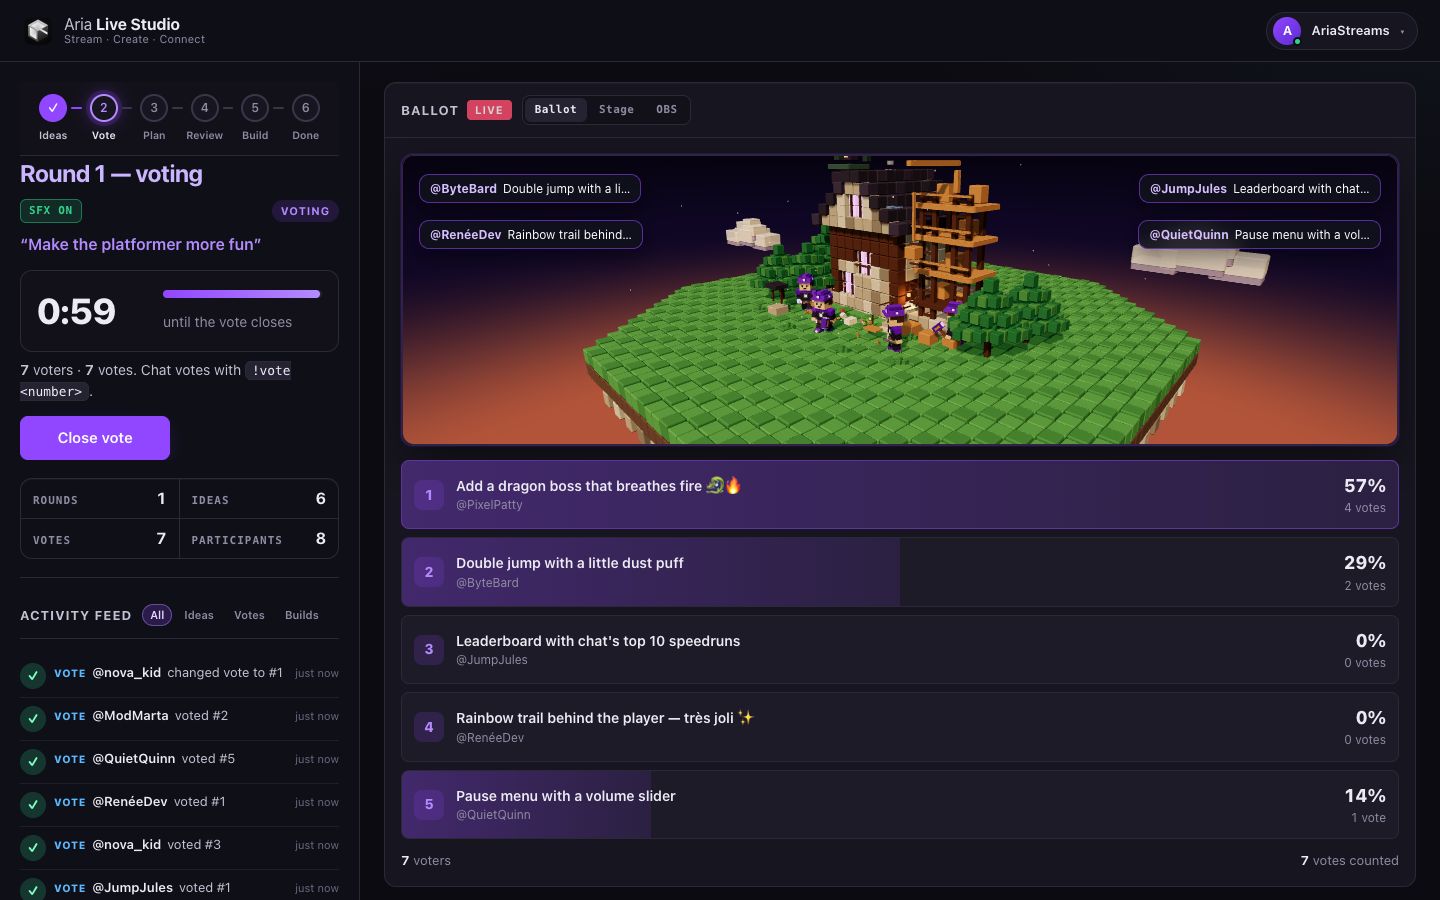 Aria Live Studio
Stream · Create · Connect
A AriaStreams
2 3 4 5 6
Ideas Vote Plan Review Build Done
Round 1 — voting
SFX ON VOTING
“Make the platformer more fun”
0:59
until the vote closes
7 voters · 7 votes. Chat votes with !vote
<number>.
Close vote
ROUNDS 1 IDEAS 6
VOTES 7 PARTICIPANTS 8
ACTIVITY FEED All Ideas Votes Builds
VOTE @nova_kid changed vote to #1 just now
VOTE @ModMarta voted #2 just now
VOTE @QuietQuinn voted #5 just now
VOTE @RenéeDev voted #1 just now
VOTE @nova_kid voted #3 just now
VOTE @JumpJules voted #1 just now
BALLOT LIVE Ballot Stage OBS
@ByteBard Double jump with a li...
@JumpJules Leaderboard with chat...
@RenéeDev Rainbow trail behind...
@QuietQuinn Pause menu with a vol...
1 Add a dragon boss that breathes fire 🐉🔥 57%
@PixelPatty 4 votes
2 Double jump with a little dust puff 29%
@ByteBard 2 votes
3 Leaderboard with chat's top 10 speedruns 0%
@JumpJules 0 votes
4 Rainbow trail behind the player — très joli ✨ 0%
@RenéeDev 0 votes
5 Pause menu with a volume slider 14%
@QuietQuinn 1 vote
7 voters 7 votes counted